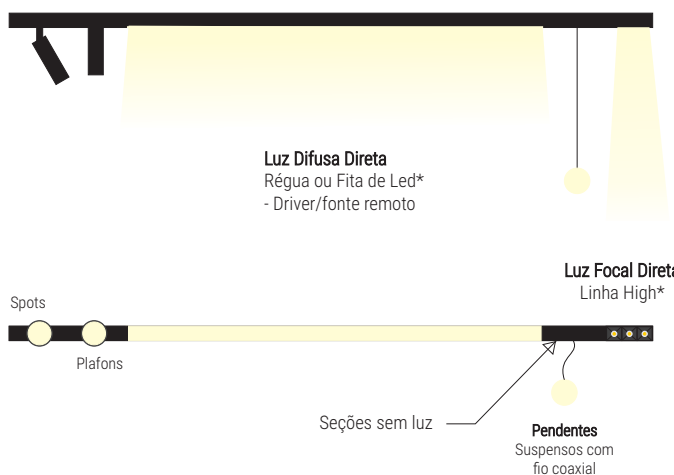 Luz Difusa Direta
Régua ou Fita de Led*
- Driver/fonte remoto
Luz Focal Direta
Linha High*
Spots
Plafons
Seções sem luz
Pendentes
Suspensos com
fio coaxial